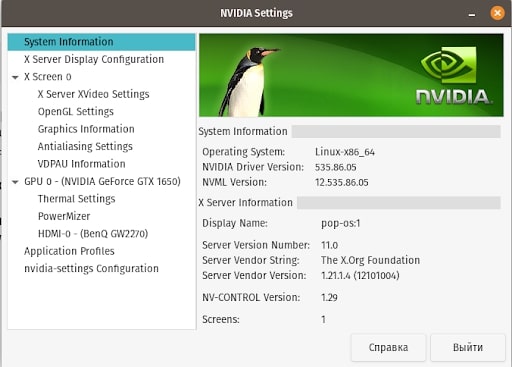 NVIDIA Settings
System Information
X Server Display Configuration
X Screen 0
X Server XVideo Settings
OpenGL Settings
Graphics Information
Antialiasing Settings
VDPAU Information
GPU 0 - (NVIDIA GeForce GTX 1650)
Thermal Settings
PowerMizer
HDMI-0 - (BenQ GW2270)
Application Profiles
nvidia-settings Configuration
NVIDIA
System Information
Operating System: Linux-x86_64
NVIDIA Driver Version: 535.86.05
NVML Version: 12.535.86.05
X Server Information
Display Name: pop-os:1
Server Version Number: 11.0
Server Vendor String: The X.Org Foundation
Server Vendor Version: 1.21.1.4 (12101004)
NV-CONTROL Version: 1.29
Screens: 1
Справка
Выйти